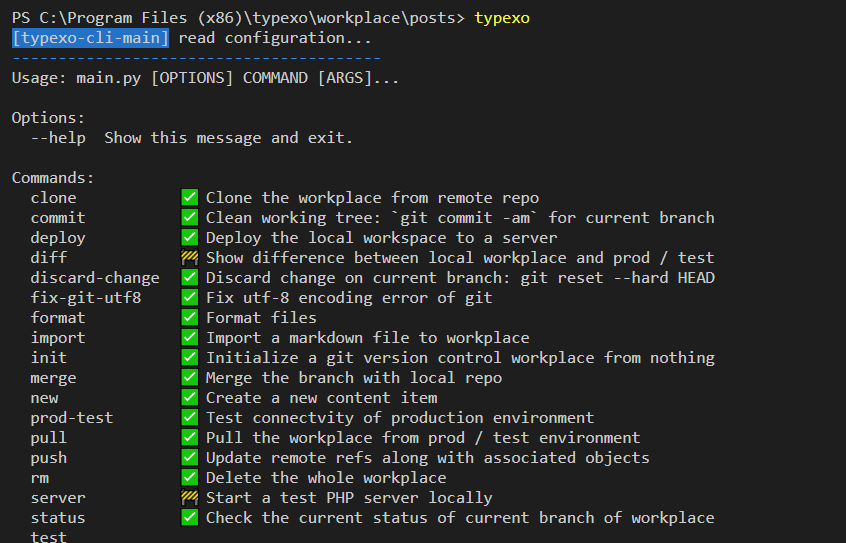 PS C:\Program Files (x86)\typexo\workplace\posts> typexo
[typexo-cli-main] read configuration...
----------------------------------------
Usage: main.py [OPTIONS] COMMAND [ARGS]...
Options:
--help  Show this message and exit.
Commands:
clone ✅ Clone the workplace from remote repo
commit ✅ Clean working tree: `git commit -am` for current branch
deploy ✅ Deploy the local workspace to a server
diff 🚧 Show difference between local workplace and prod / test
discard-change ✅ Discard change on current branch: git reset --hard HEAD
fix-git-utf8 ✅ Fix utf-8 encoding error of git
format ✅ Format files
import ✅ Import a markdown file to workplace
init ✅ Initialize a git version control workplace from nothing
merge ✅ Merge the branch with local repo
new ✅ Create a new content item
prod-test ✅ Test connectvity of production environment
pull ✅ Pull the workplace from prod / test environment
push ✅ Update remote refs along with associated objects
rm ✅ Delete the whole workplace
server 🚧 Start a test PHP server locally
status ✅ Check the current status of current branch of workplace
test